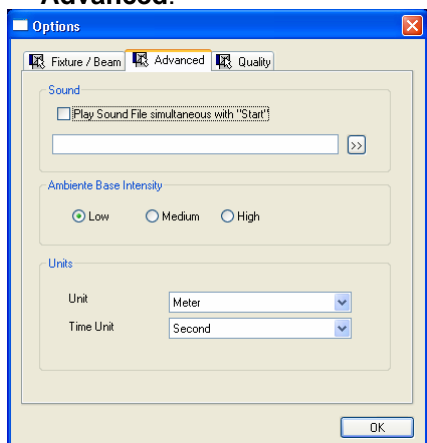 Advanced.
Options
Fixture / Beam Advanced Quality
Sound
Play Sound File simultaneous with "Start"
>>
Ambiente Base Intensity
Low Medium High
Units
Unit Meter
Time Unit Second
OK